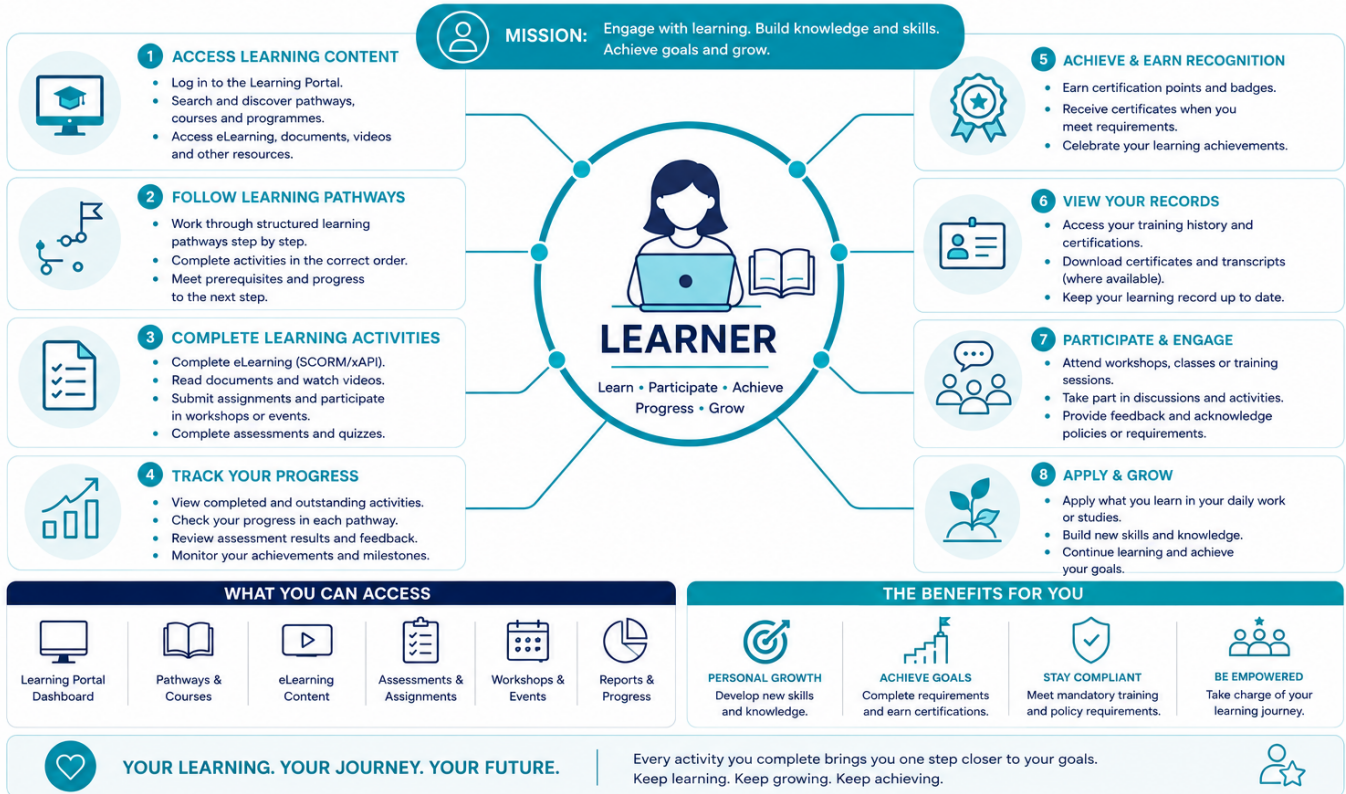 MISSION: Engage with learning. Build knowledge and skills.
Achieve goals and grow.
1 ACCESS LEARNING CONTENT
• Log in to the Learning Portal.
• Search and discover pathways,
courses and programmes.
• Access eLearning, documents, videos
and other resources.
2 FOLLOW LEARNING PATHWAYS
• Work through structured learning
pathways step by step.
• Complete activities in the correct order.
• Meet prerequisites and progress
to the next step.
3 COMPLETE LEARNING ACTIVITIES
• Complete eLearning (SCORM/xAPI).
• Read documents and watch videos.
• Submit assignments and participate
in workshops or events.
• Complete assessments and quizzes.
4 TRACK YOUR PROGRESS
• View completed and outstanding activities.
• Check your progress in each pathway.
• Review assessment results and feedback.
• Monitor your achievements and milestones.
LEARNER
Learn • Participate • Achieve
Progress • Grow
5 ACHIEVE & EARN RECOGNITION
• Earn certification points and badges.
• Receive certificates when you
meet requirements.
• Celebrate your learning achievements.
6 VIEW YOUR RECORDS
• Access your training history and
certifications.
• Download certificates and transcripts
(where available).
• Keep your learning record up to date.
7 PARTICIPATE & ENGAGE
• Attend workshops, classes or training
sessions.
• Take part in discussions and activities.
• Provide feedback and acknowledge
policies or requirements.
8 APPLY & GROW
• Apply what you learn in your daily work
or studies.
• Build new skills and knowledge.
• Continue learning and achieve
your goals.
WHAT YOU CAN ACCESS
Learning Portal
Dashboard
Pathways &
Courses
eLearning
Content
Assessments &
Assignments
Workshops &
Events
Reports &
Progress
THE BENEFITS FOR YOU
PERSONAL GROWTH
Develop new skills
and knowledge.
ACHIEVE GOALS
Complete requirements
and earn certifications.
STAY COMPLIANT
Meet mandatory training
and policy requirements.
BE EMPOWERED
Take charge of your
learning journey.
YOUR LEARNING. YOUR JOURNEY. YOUR FUTURE.
Every activity you complete brings you one step closer to your goals.
Keep learning. Keep growing. Keep achieving.